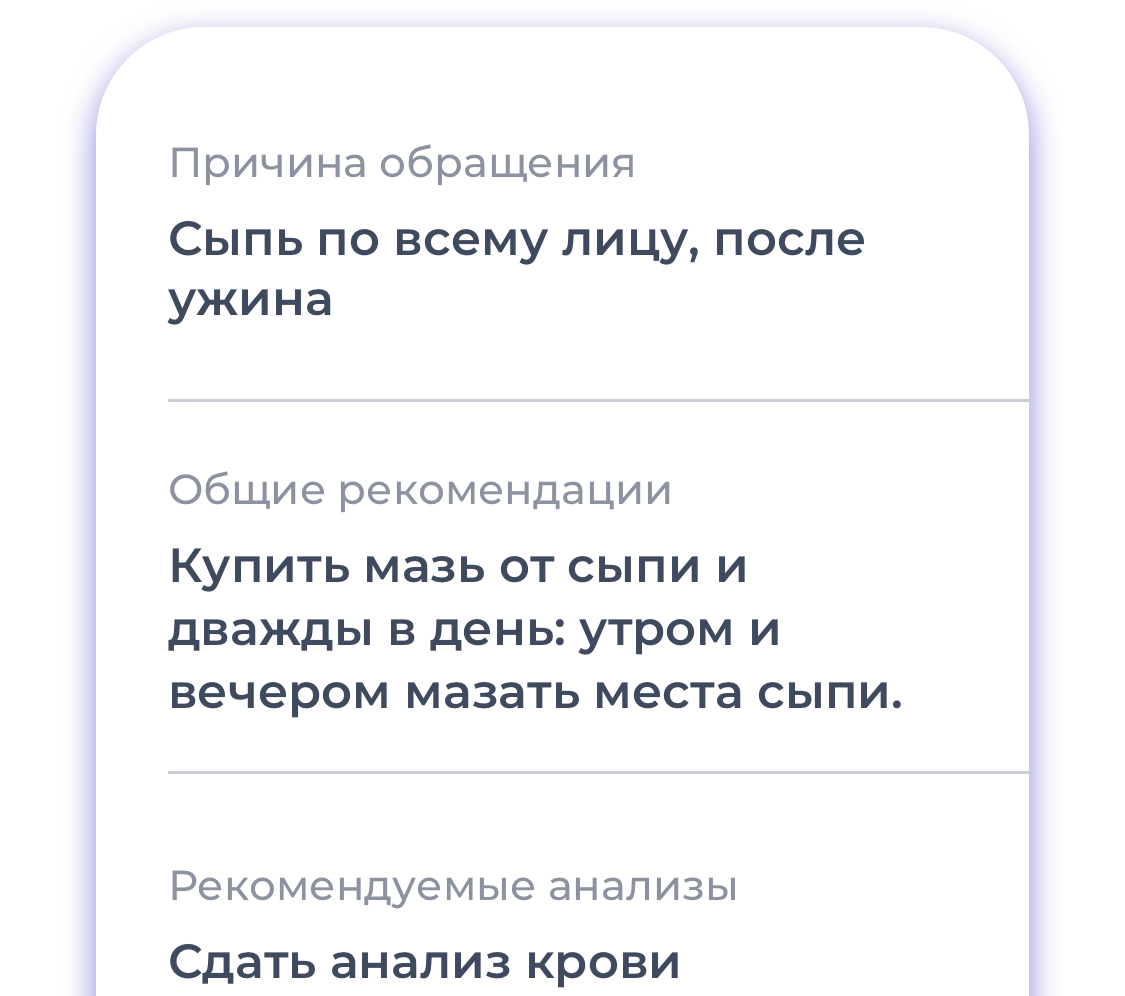 Причина обращения
Сыпь по всему лицу, после
ужина
Общие рекомендации
Купить мазь от сыпи и
дважды в день: утром и
вечером мазать места сыпи.
Рекомендуемые анализы
Сдать анализ крови